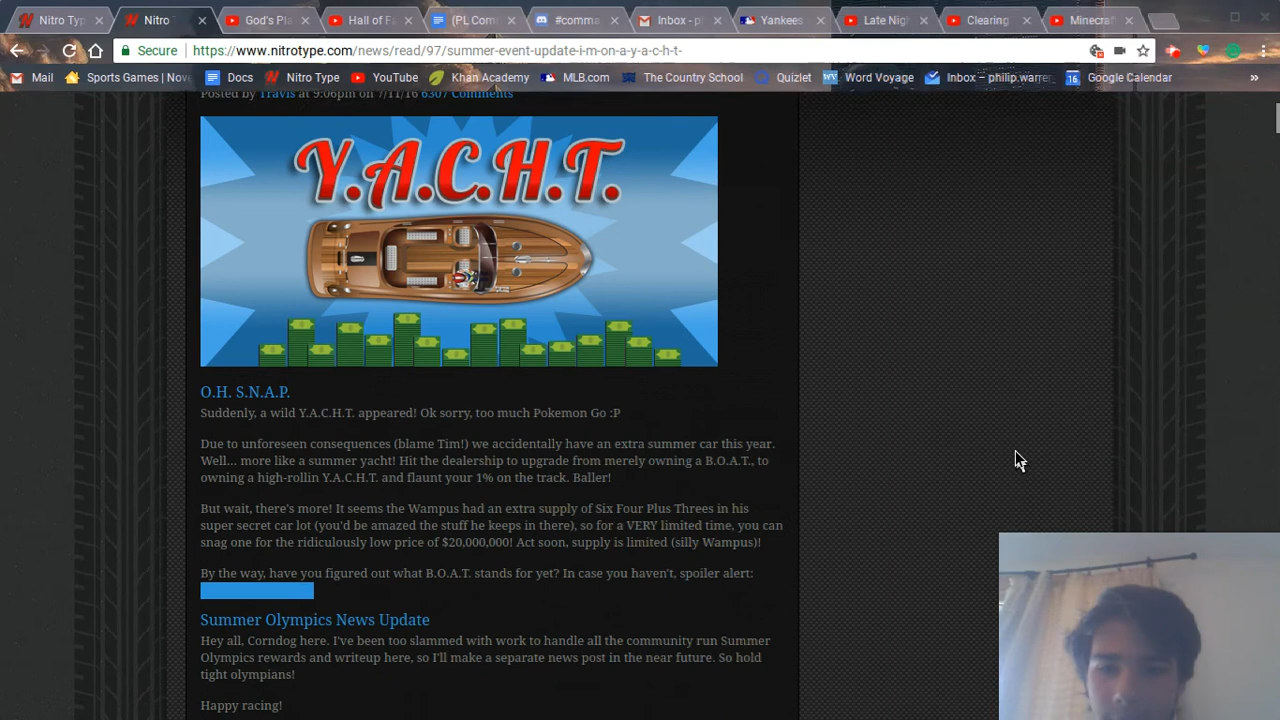 Nitro Typ
Nitro
God's Pl
Hall of Fa
(PL Com
#comma
Inbox - p
Yankees
Late Nigh
Clearing
Minecraf
Secure
https://www.nitrotype.com/news/read/97/summer-event-update-i-m-on-a-y-a-c-h-t-
Mail
Sports Games | Nove
Docs
Nitro Type
YouTube
Khan Academy
MLB.com
The Country School
Quizlet
Word Voyage
Inbox – philip.warre
Google Calendar
»
Posted by Travis at 9:06pm on 7/11/16 6307 Comments
Y.A.C.H.T.
O.H. S.N.A.P.
Suddenly, a wild Y.A.C.H.T. appeared! Ok sorry, too much Pokemon Go :P
Due to unforeseen consequences (blame Tim!) we accidentally have an extra summer car this year.
Well... more like a summer yacht! Hit the dealership to upgrade from merely owning a B.O.A.T., to
owning a high-rollin Y.A.C.H.T. and flaunt your 1% on the track. Baller!
But wait, there's more! It seems the Wampus had an extra supply of Six Four Plus Threes in his
super secret car lot (you'd be amazed the stuff he keeps in there), so for a VERY limited time, you can
snag one for the ridiculously low price of $20,000,000! Act soon, supply is limited (silly Wampus)!
By the way, have you figured out what B.O.A.T. stands for yet? In case you haven't, spoiler alert:
Summer Olympics News Update
Hey all, Corndog here. I've been too slammed with work to handle all the community run Summer
Olympics rewards and writeup here, so I'll make a separate news post in the near future. So hold
tight olympians!
Happy racing!